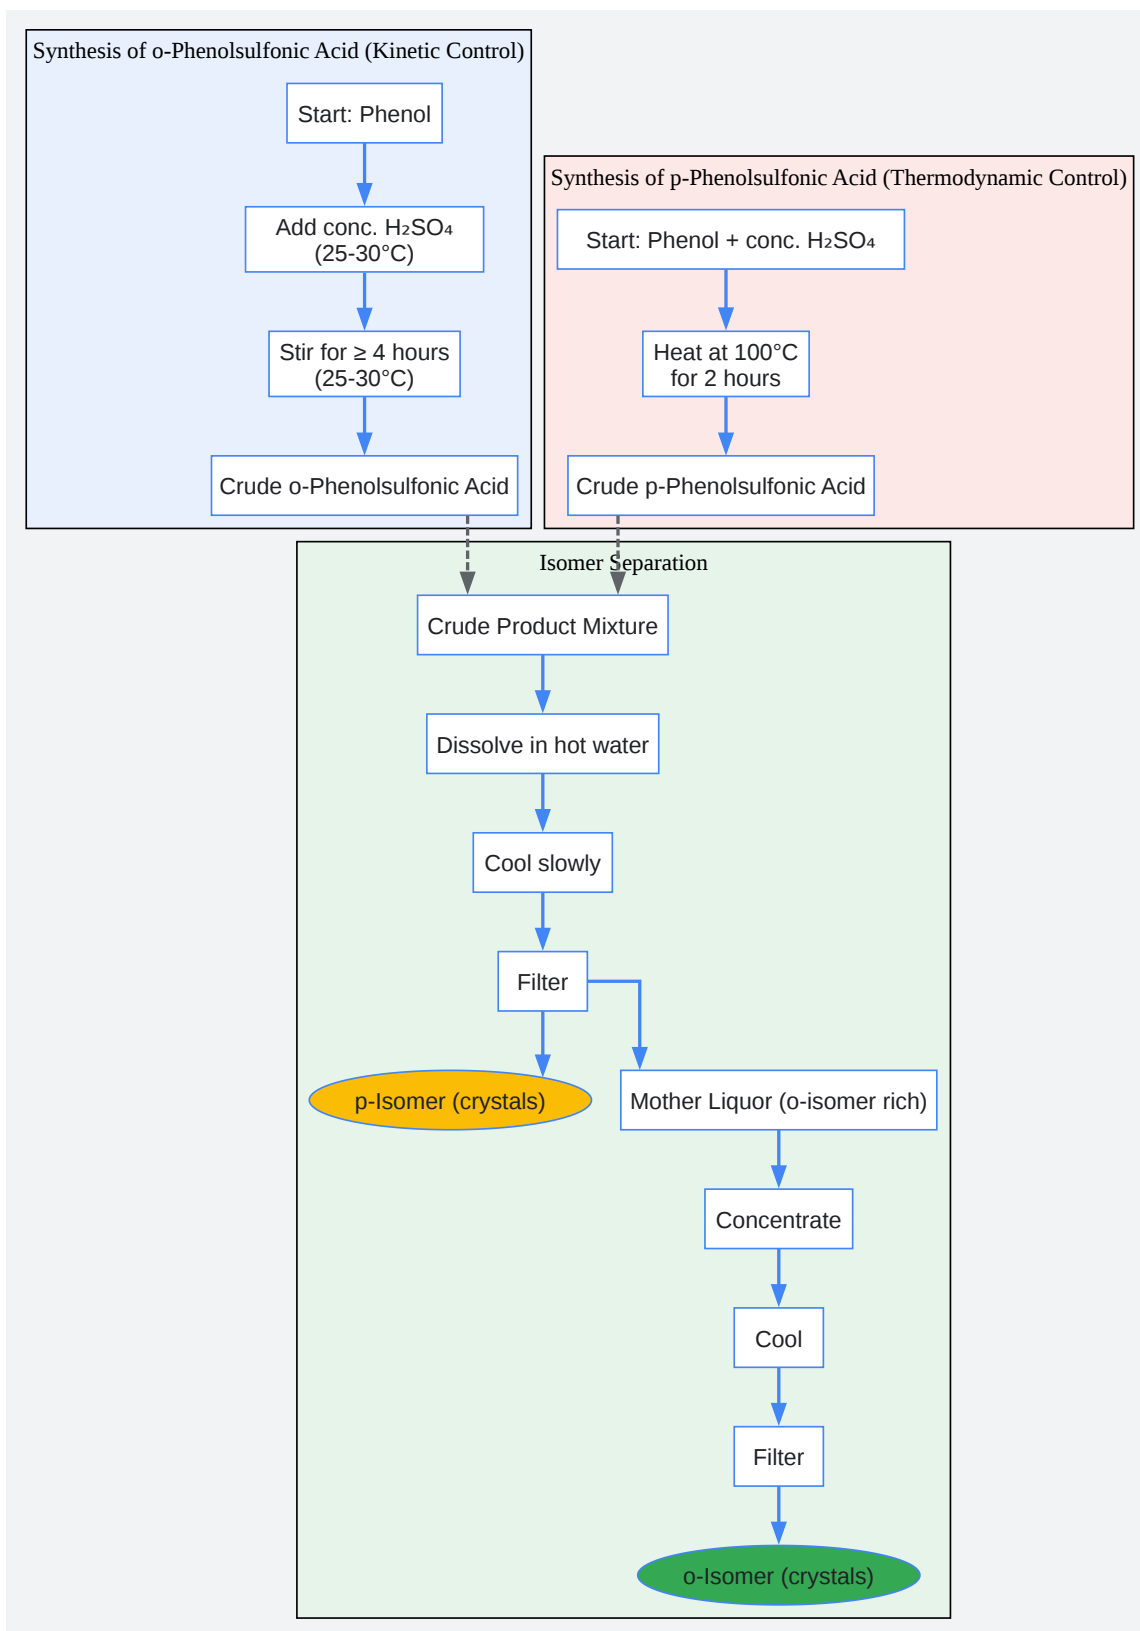 Synthesis of o-Phenolsulfonic Acid (Kinetic Control)
Start: Phenol
Add conc. H₂SO₄
(25-30°C)
Stir for ≥ 4 hours
(25-30°C)
Crude o-Phenolsulfonic Acid
Synthesis of p-Phenolsulfonic Acid (Thermodynamic Control)
Start: Phenol + conc. H₂SO₄
Heat at 100°C
for 2 hours
Crude p-Phenolsulfonic Acid
Isomer Separation
Crude Product Mixture
Dissolve in hot water
Cool slowly
Filter
p-Isomer (crystals)
Mother Liquor (o-isomer rich)
Concentrate
Cool
Filter
o-Isomer (crystals)